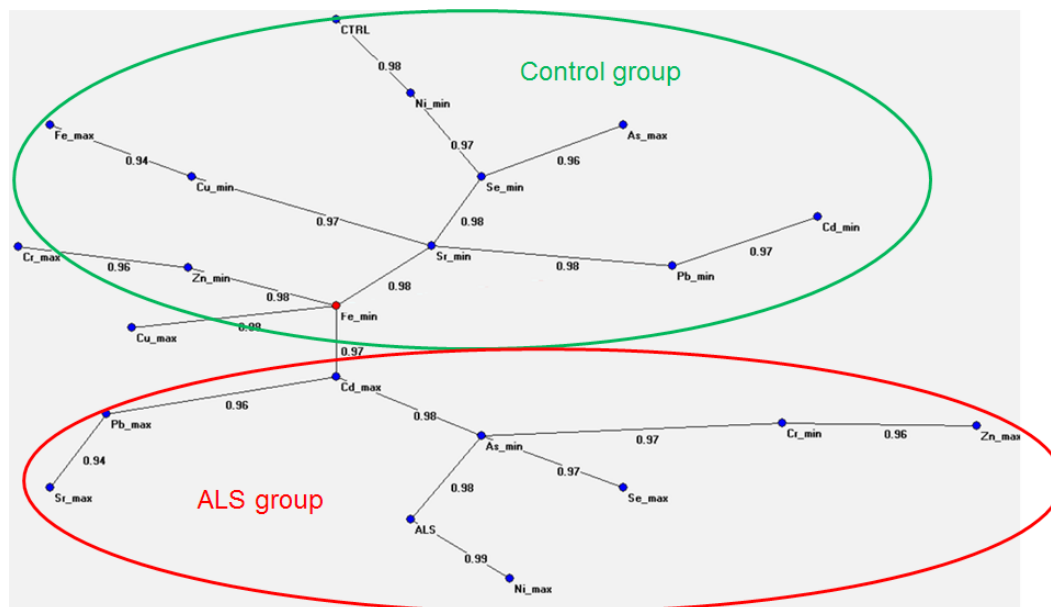 CTRL
0.98
Control group
Ni_min
Fe_max
As_max
0.97
0.94
0.96
Cu_min
Se_min
0.97
0.98
Cd_min
0.97
Cr_max
0.96
Sr_min
0.98
Zn_min
Pb_min
0.98
0.98
Fe_min
0.98
Cu_max
0.97
Cd_max
0.96
Pb_max
0.98
As_min
0.97
Cr_min
0.96
Zn_max
0.94
0.97
0.98
Sr_max
ALS group
Se_max
ALS
0.99
Ni_max